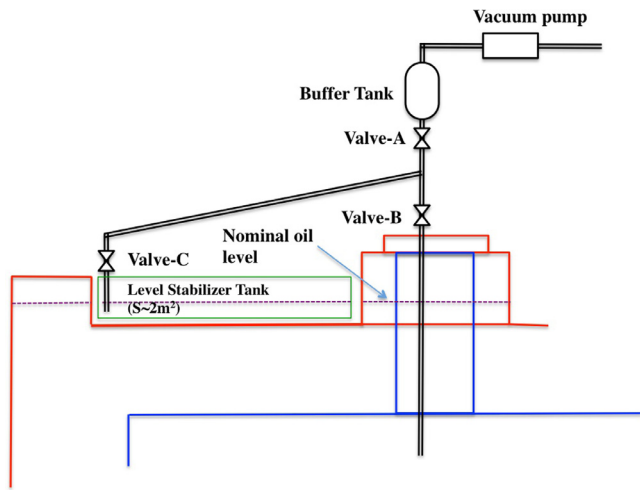 Vacuum pump
Buffer Tank
Valve-A
Valve-B
Nominal oil
level
Valve-C
Level Stabilizer Tank
(S~2m²)